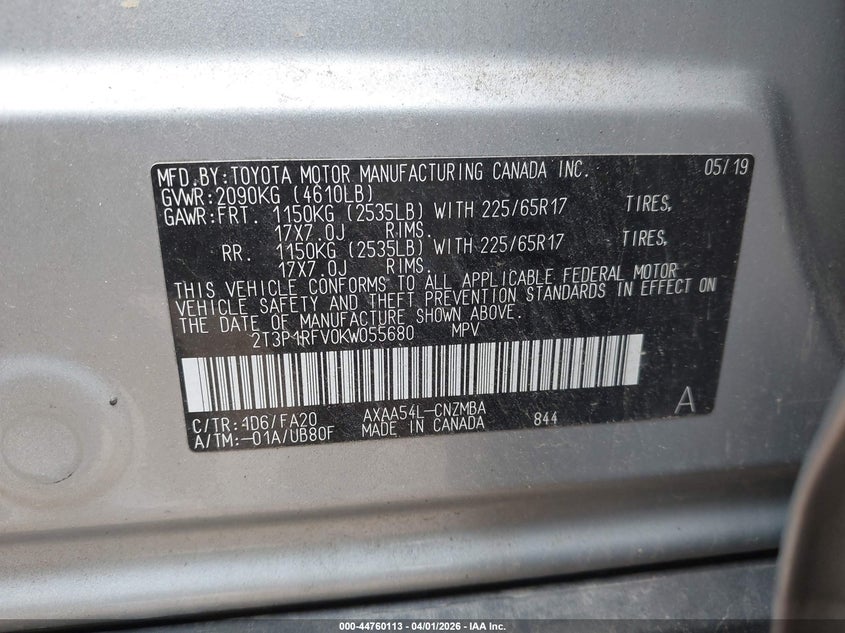 MFD.BY:TOYOTA MOTOR MANUFACTURING CANADA INC. 05/19
GVWR:2090KG (4610LB)
GAWR:FRT. 1150KG (2535LB) WITH 225/65R17 TIRES,
17X7.0J RIMS.
RR. 1150KG (2535LB) WITH 225/65R17 TIRES,
17X7.0J RIMS.
THIS VEHICLE CONFORMS TO ALL APPLICABLE FEDERAL MOTOR
VEHICLE SAFETY AND THEFT PREVENTION STANDARDS IN EFFECT ON
THE DATE OF MANUFACTURE SHOWN ABOVE.
2T3P1RFV0KW055680 MPV
A
C/TR:1D6/FA20 AXAA54L-CNZMBA
A/TM:-01A/UB80F MADE IN CANADA 844
000-44760113 - 04/01/2026 - IAA Inc.